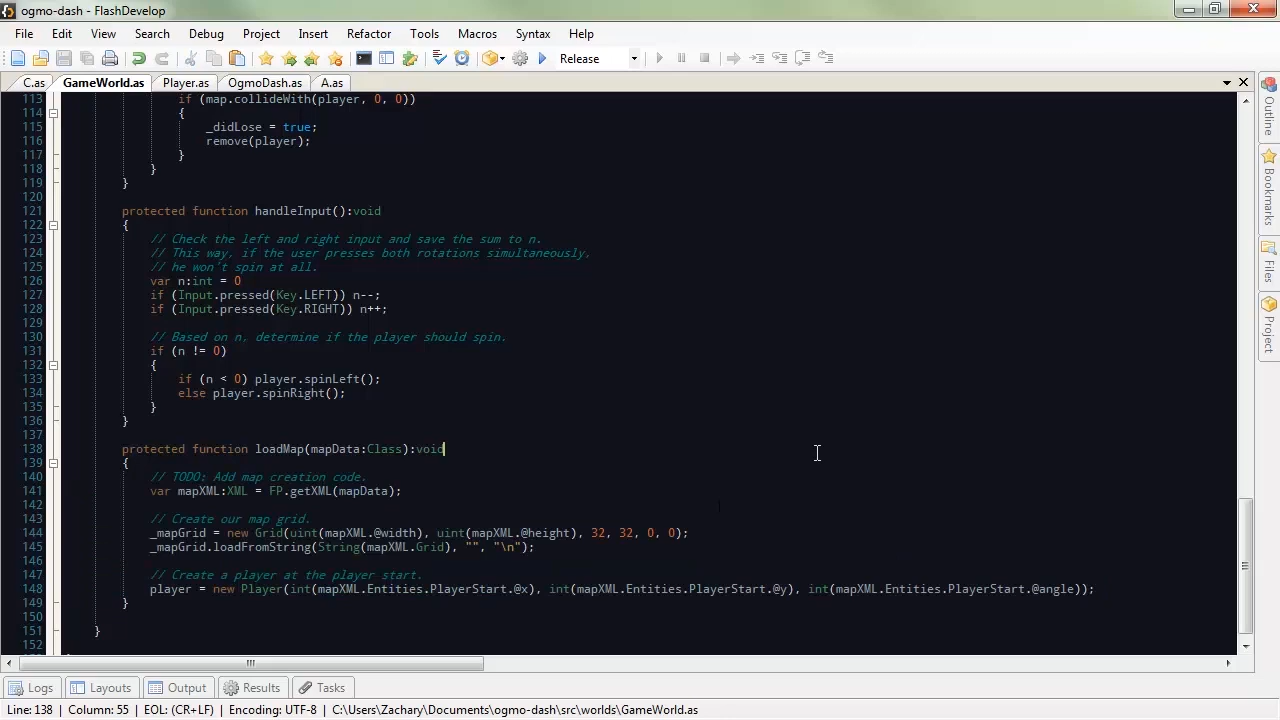 ogmo-dash - FlashDevelop
File Edit View Search Debug Project Insert Refactor Tools Macros Syntax Help
Release
C.as GameWorld.as Player.as OgmoDash.as A.as
113 if (map.collideWith(player, 0, 0))
114 {
115 _didLose = true;
116 remove(player);
117 }
118 }
119 }
120
121 protected function handleInput():void
122 {
123 // Check the left and right input and save the sum to n.
124 // This way, if the user presses both rotations simultaneously,
125 // he won't spin at all.
126 var n:int = 0
127 if (Input.pressed(Key.LEFT)) n--;
128 if (Input.pressed(Key.RIGHT)) n++;
129
130 // Based on n, determine if the player should spin.
131 if (n != 0)
132 {
133 if (n < 0) player.spinLeft();
134 else player.spinRight();
135 }
136 }
137
138 protected function loadMap(mapData:Class):void
139 {
140 // TODO: Add map creation code.
141 var mapXML:XML = FP.getXML(mapData);
142
143 // Create our map grid.
144 _mapGrid = new Grid(uint(mapXML.@width), uint(mapXML.@height), 32, 32, 0, 0);
145 _mapGrid.loadFromString(String(mapXML.Grid), "", "\n");
146
147 // Create a player at the player start.
148 player = new Player(int(mapXML.Entities.PlayerStart.@x), int(mapXML.Entities.PlayerStart.@y), int(mapXML.Entities.PlayerStart.@angle));
149 }
150
151 }
152
Outline
Bookmarks
Files
Project
Logs Layouts Output Results Tasks
Line: 138 | Column: 55 | EOL: (CR+LF) | Encoding: UTF-8 | C:\Users\Zachary\Documents\ogmo-dash\src\worlds\GameWorld.as